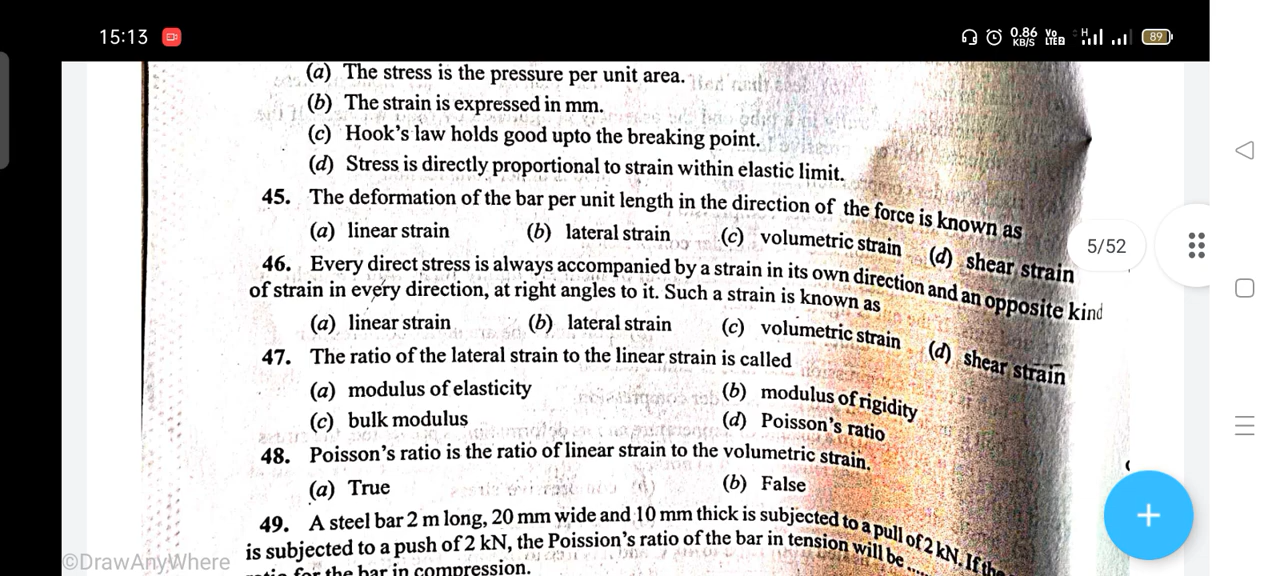 15:13 0.86 KB/S Vo LTE2 H 89
(a) The stress is the pressure per unit area.
(b) The strain is expressed in mm.
(c) Hook's law holds good upto the breaking point.
(d) Stress is directly proportional to strain within elastic limit.
45. The deformation of the bar per unit length in the direction of the force is known as
(a) linear strain (b) lateral strain (c) volumetric strain (d) shear strain
5/52
46. Every direct stress is always accompanied by a strain in its own direction and an opposite kind
of strain in every direction, at right angles to it. Such a strain is known as
(a) linear strain (b) lateral strain (c) volumetric strain (d) shear strain
47. The ratio of the lateral strain to the linear strain is called
(a) modulus of elasticity (b) modulus of rigidity
(c) bulk modulus (d) Poisson's ratio
48. Poisson's ratio is the ratio of linear strain to the volumetric strain.
(a) True (b) False
49. A steel bar 2 m long, 20 mm wide and 10 mm thick is subjected to a pull of 2 kN. If the
is subjected to a push of 2 kN, the Poission's ratio of the bar in tension will be .....
ratio for the bar in compression.
©DrawAnyWhere